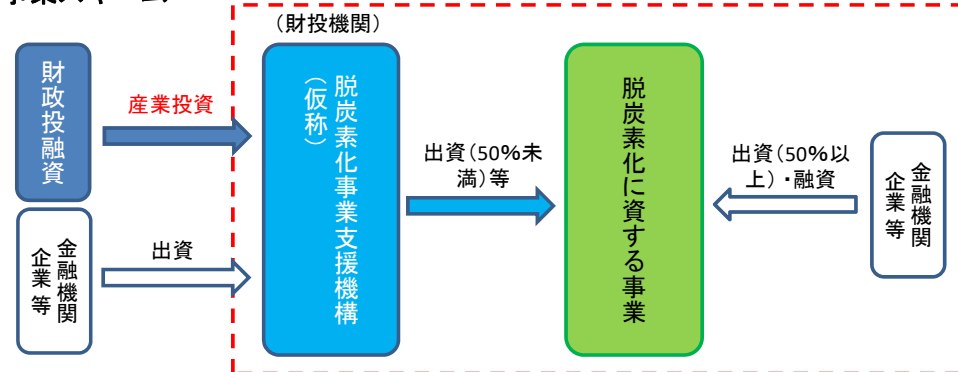 （財投機関）
財政投融資
産業投資
金融機関
企業等
出資
脱炭素化事業支援機構
（仮称）
出資（50%未
満）等
脱炭素化に資する事業
出資（50%以
上）・融資
金融機関
企業等